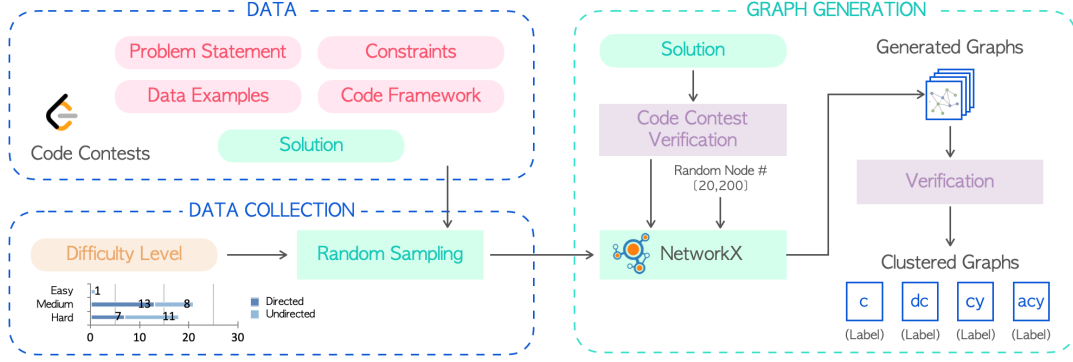 DATA
Problem Statement
Constraints
Data Examples
Code Framework
Solution
Code Contests
DATA COLLECTION
Difficulty Level
Random Sampling
Easy
1
Medium
13
8
Hard
7
11
0
10
20
30
Directed
Undirected
GRAPH GENERATION
Solution
Code Contest
Verification
Random Node #
[20,200]
NetworkX
Generated Graphs
Verification
Clustered Graphs
c
dc
cy
acy
(Label)
(Label)
(Label)
(Label)